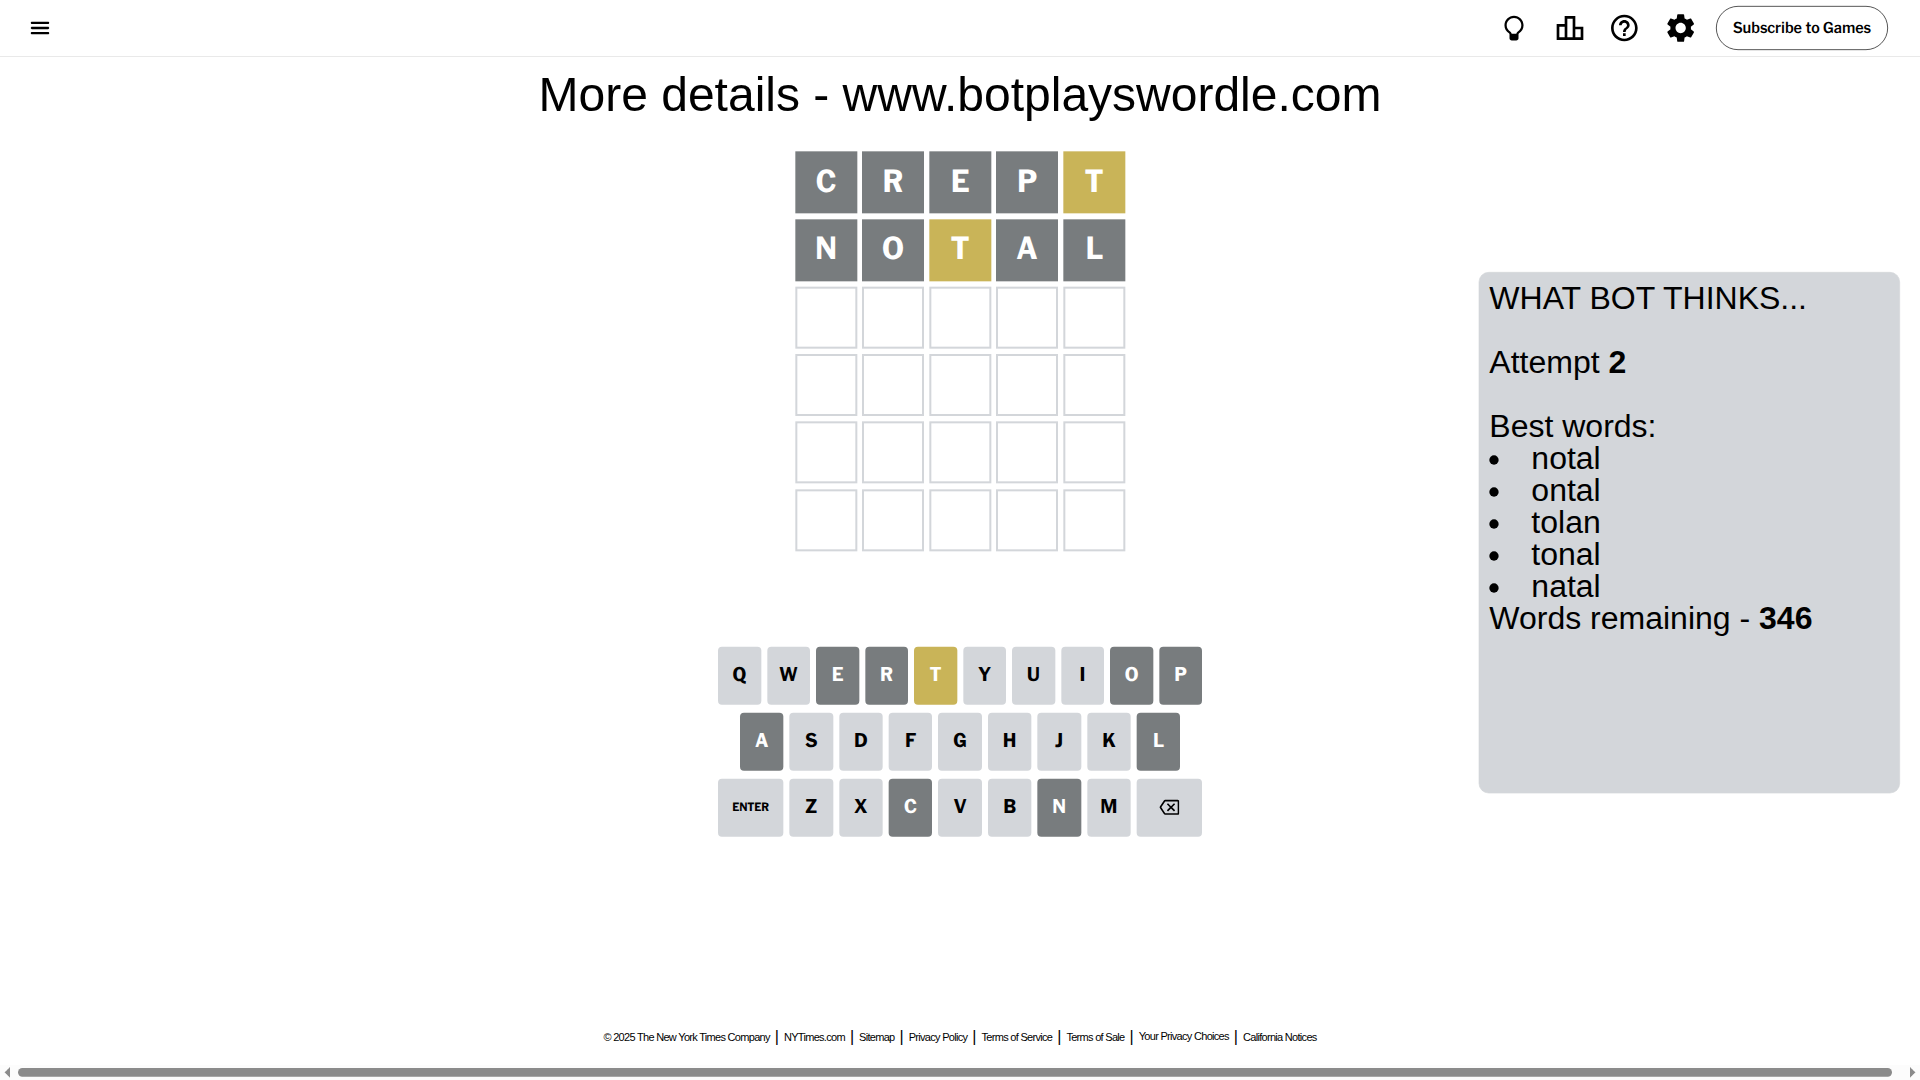 Subscribe to Games
More details - www.botplayswordle.com
C R E P T
N O T A L
WHAT BOT THINKS...
Attempt 2
Best words:
• notal
• ontal
• tolan
• tonal
• natal
Words remaining - 346
Q W E R T Y U I O P
A S D F G H J K L
ENTER Z X C V B N M
© 2025 The New York Times Company | NYTimes.com | Sitemap | Privacy Policy | Terms of Service | Terms of Sale | Your Privacy Choices | California Notices